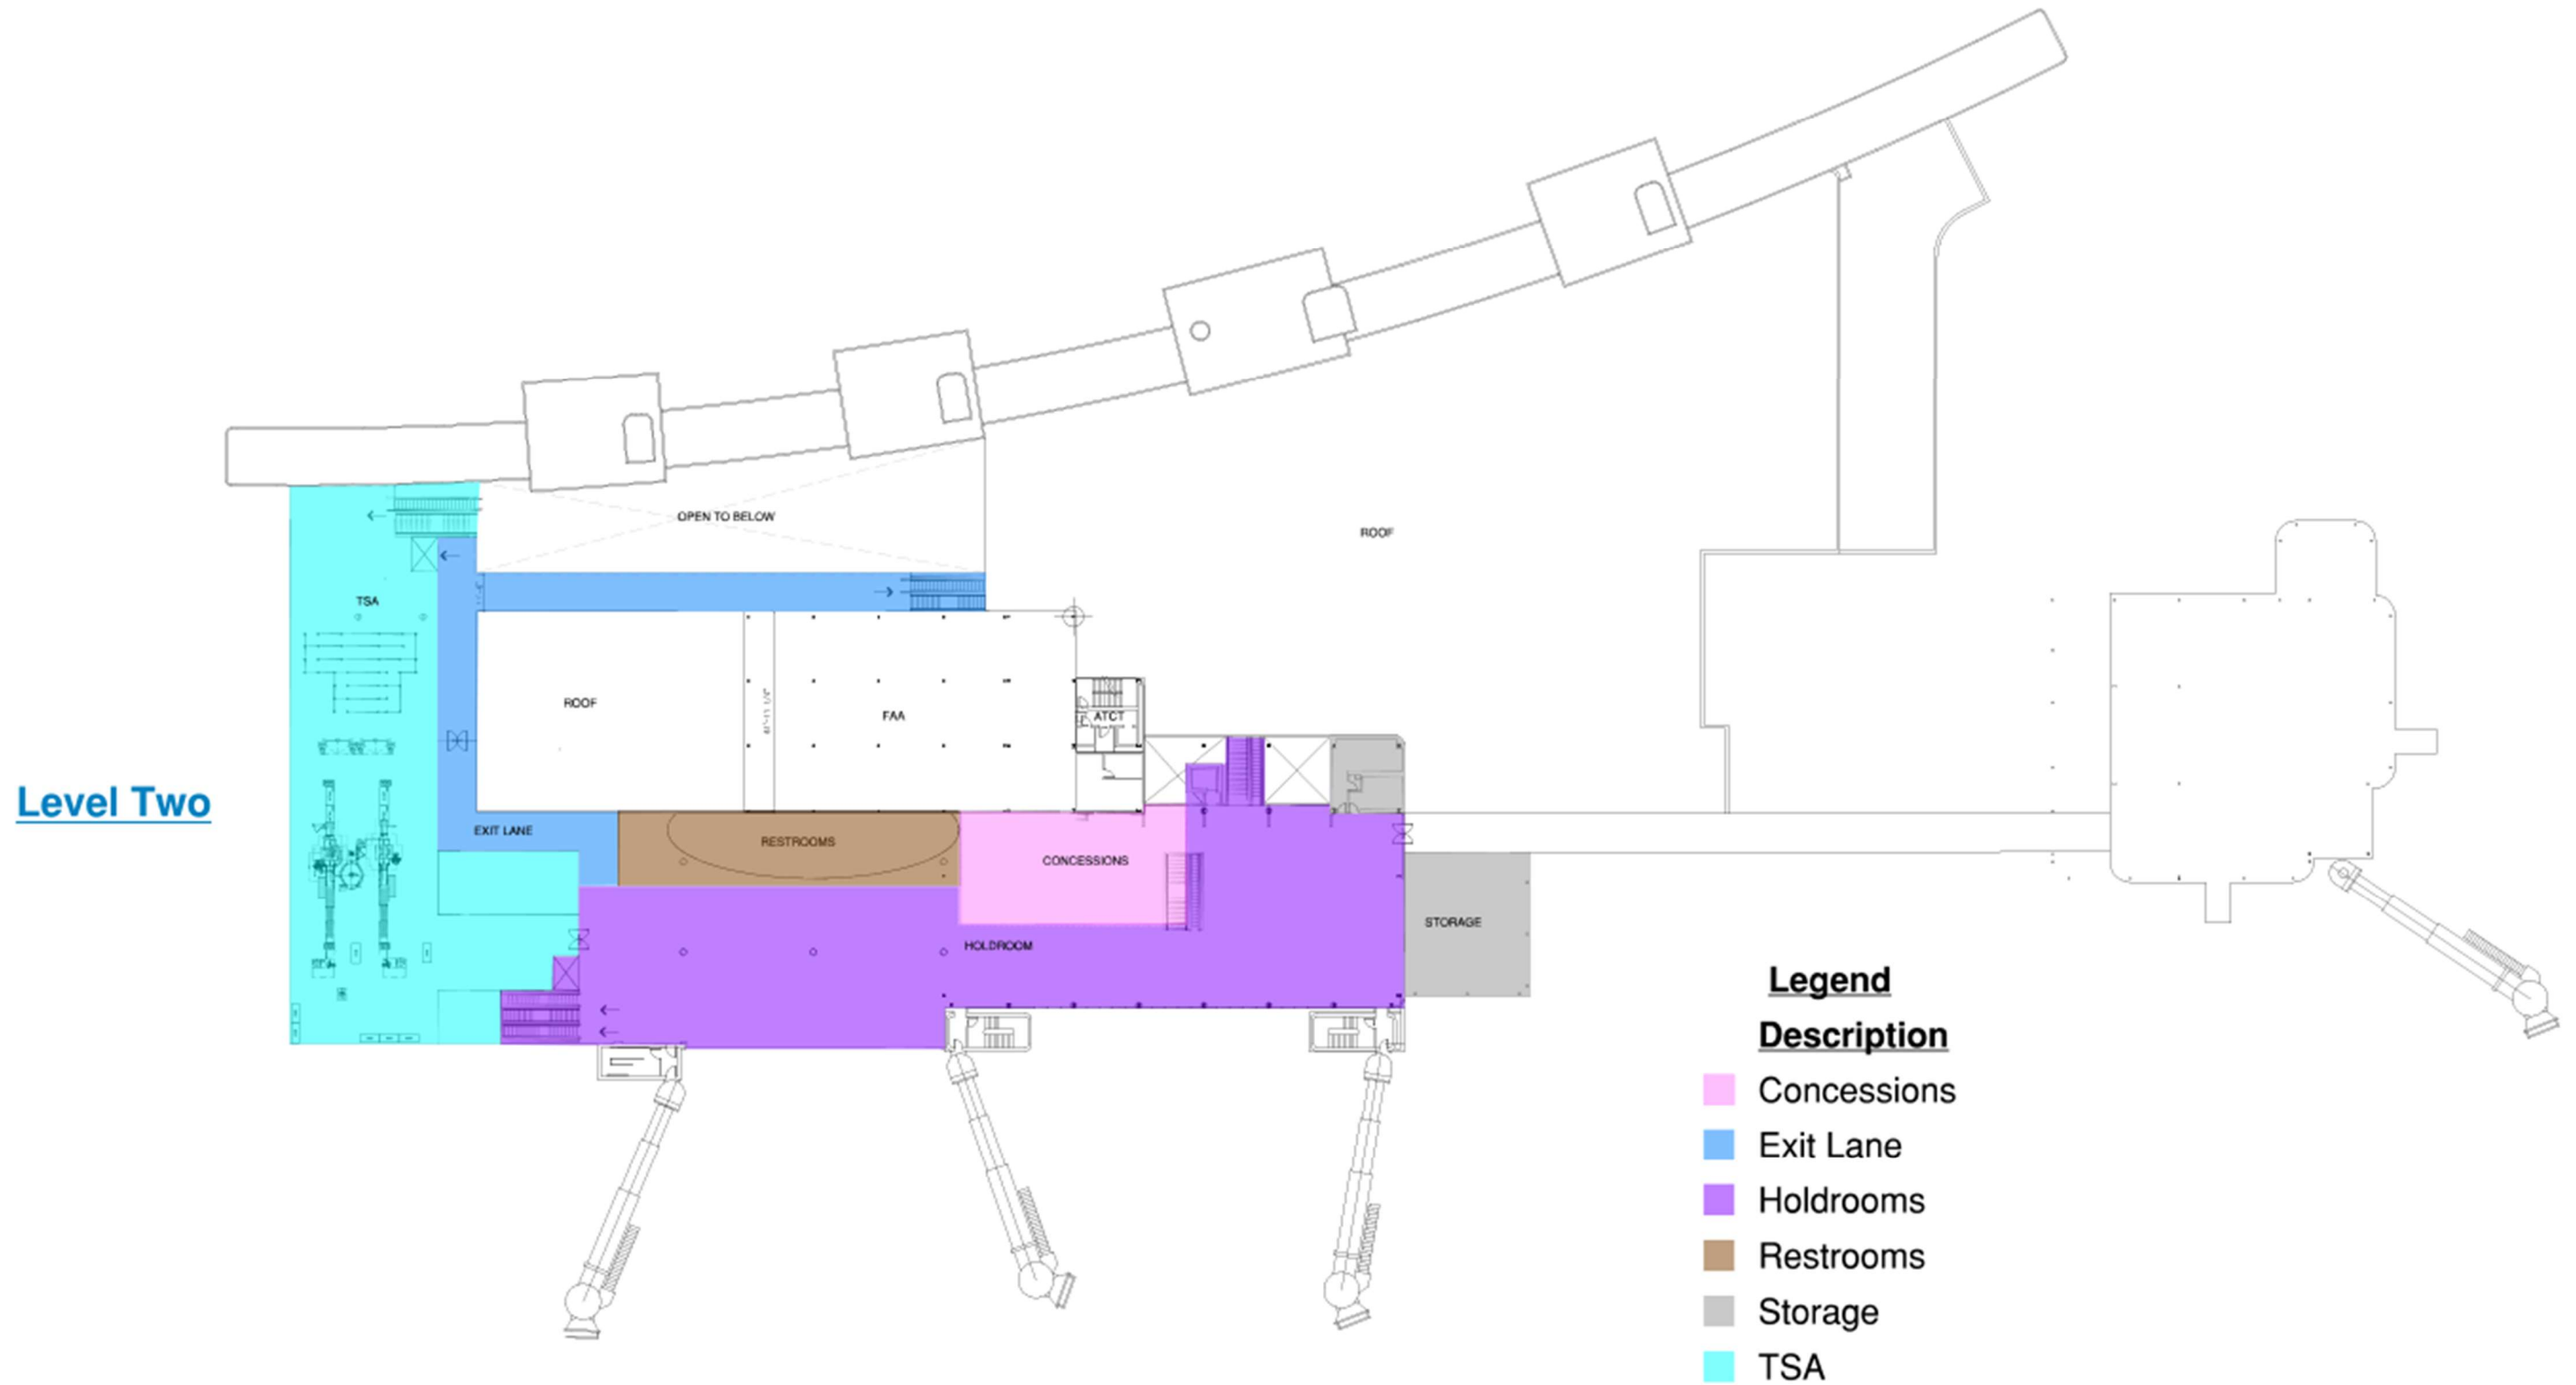 OPEN TO BELOW
ROOF
TSA
ROOF
FAA
ATCT
Level Two
EXIT LANE
RESTROOMS
CONCESSIONS
STORAGE
HOLDROOM
Legend
Description
Concessions
Exit Lane
Holdrooms
Restrooms
Storage
TSA